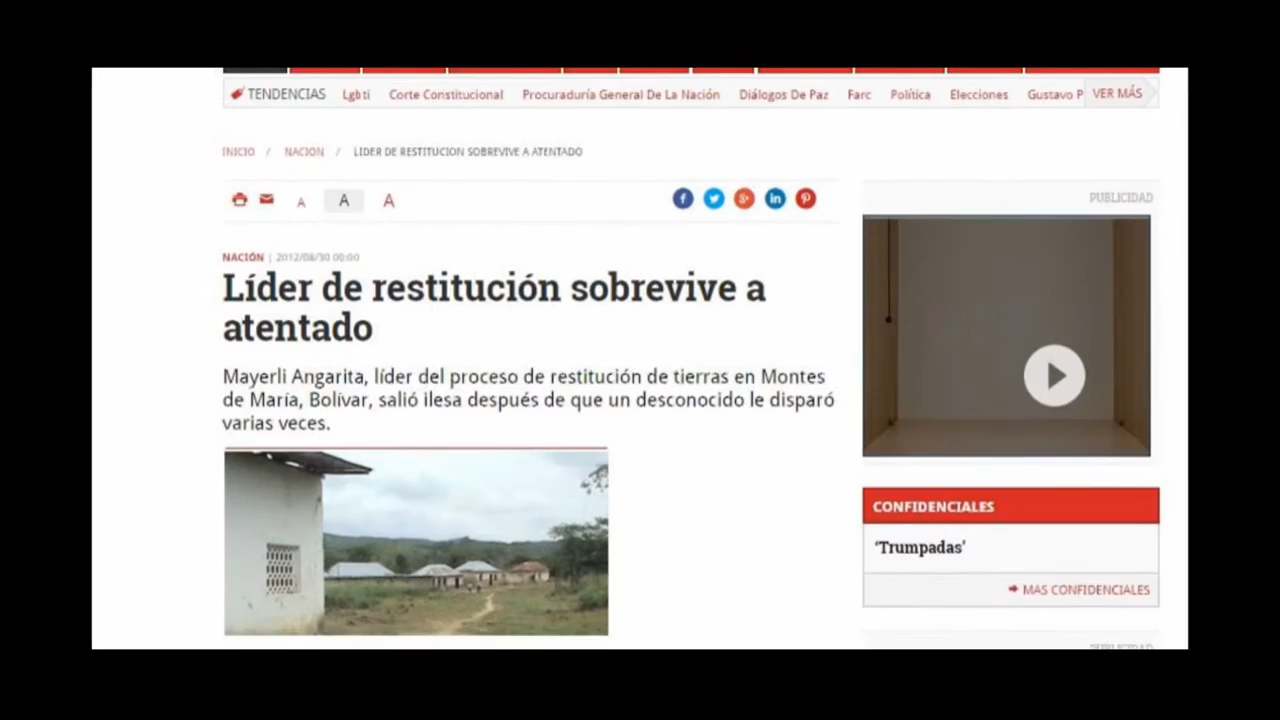 TENDENCIAS Lgbti Corte Constitucional Procuraduría General De La Nación Diálogos De Paz Farc Política Elecciones Gustavo P VER MÁS
INICIO / NACION / LIDER DE RESTITUCION SOBREVIVE A ATENTADO
A A A
PUBLICIDAD
NACIÓN | 2012/08/30 00:00
Líder de restitución sobrevive a
atentado
Mayerli Angarita, líder del proceso de restitución de tierras en Montes
de María, Bolívar, salió ilesa después de que un desconocido le disparó
varias veces.
CONFIDENCIALES
‘Trumpadas’
MAS CONFIDENCIALES
PUBLICIDAD